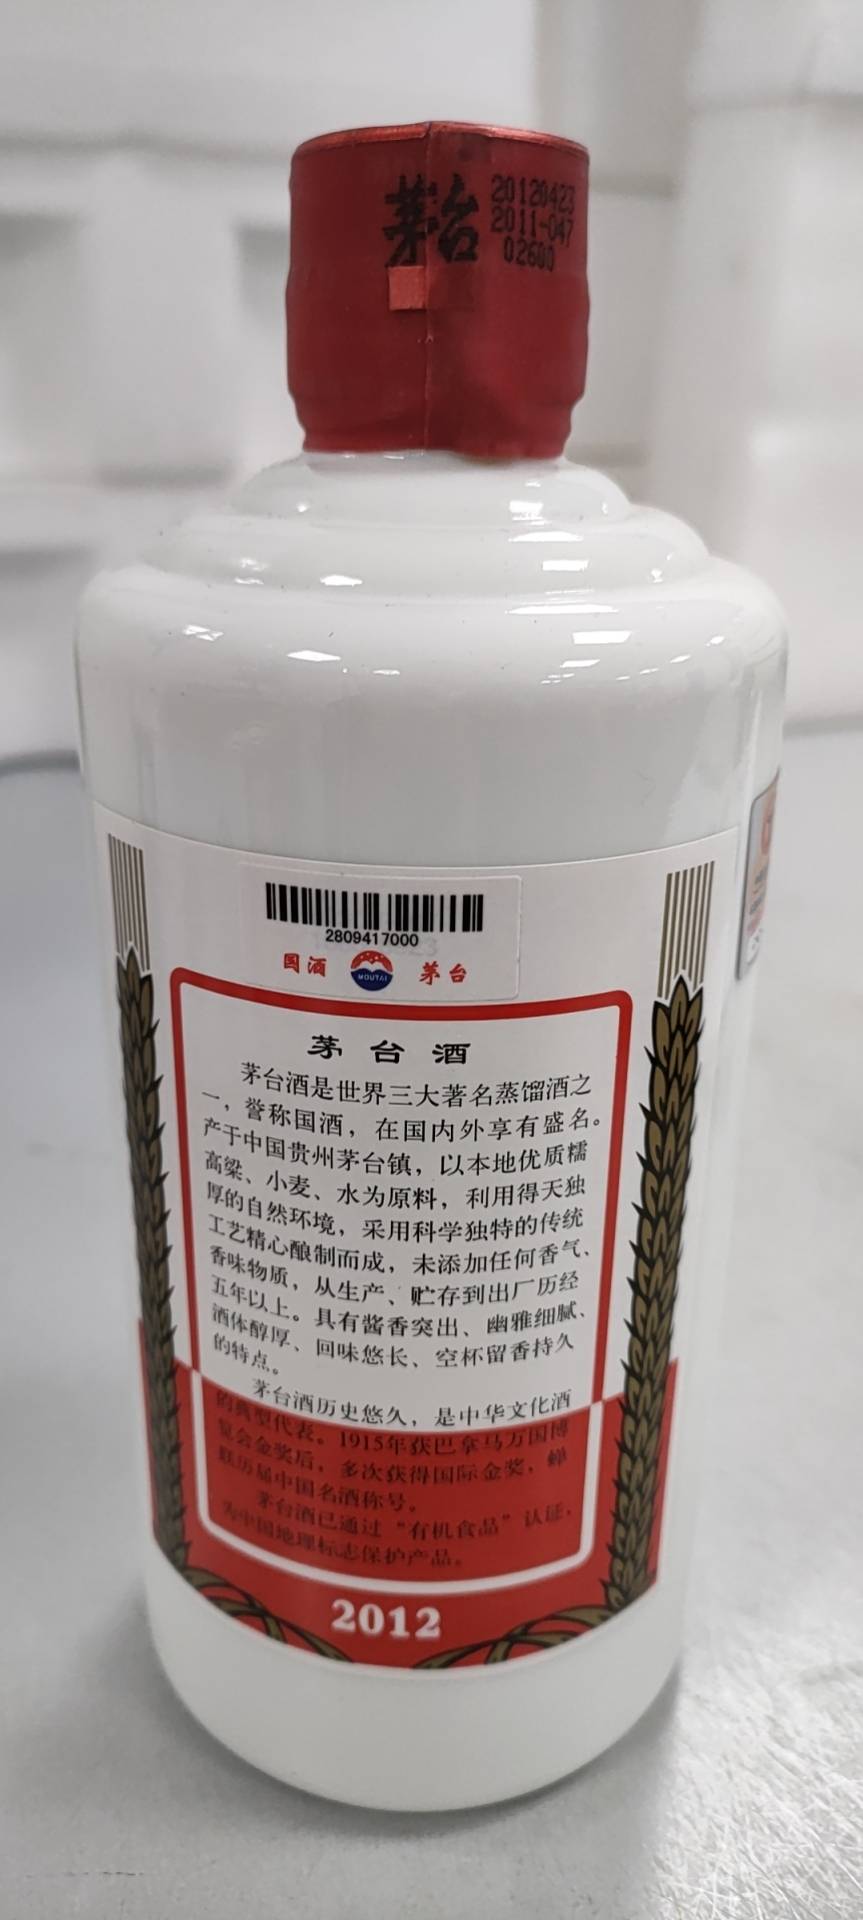 茅台
20120423
2011-047
02600
2809417000
国酒 MOUTAI 茅台
茅台酒
茅台酒是世界三大著名蒸馏酒之
一，誉称国酒，在国内外享有盛名。
产于中国贵州茅台镇，以本地优质糯
高粱、小麦、水为原料，利用得天独
厚的自然环境，采用科学独特的传统
工艺精心酿制而成，未添加任何香气、
香味物质，从生产、贮存到出厂历经
五年以上。具有酱香突出、幽雅细腻、
酒体醇厚、回味悠长、空杯留香持久
的特点。
茅台酒历史悠久，是中华文化酒
的典型代表。1915年获巴拿马万国博
览会金奖后，多次获得国际金奖，蝉
联历届中国名酒称号。
茅台酒已通过“有机食品”认证，
为中国地理标志保护产品。
2012